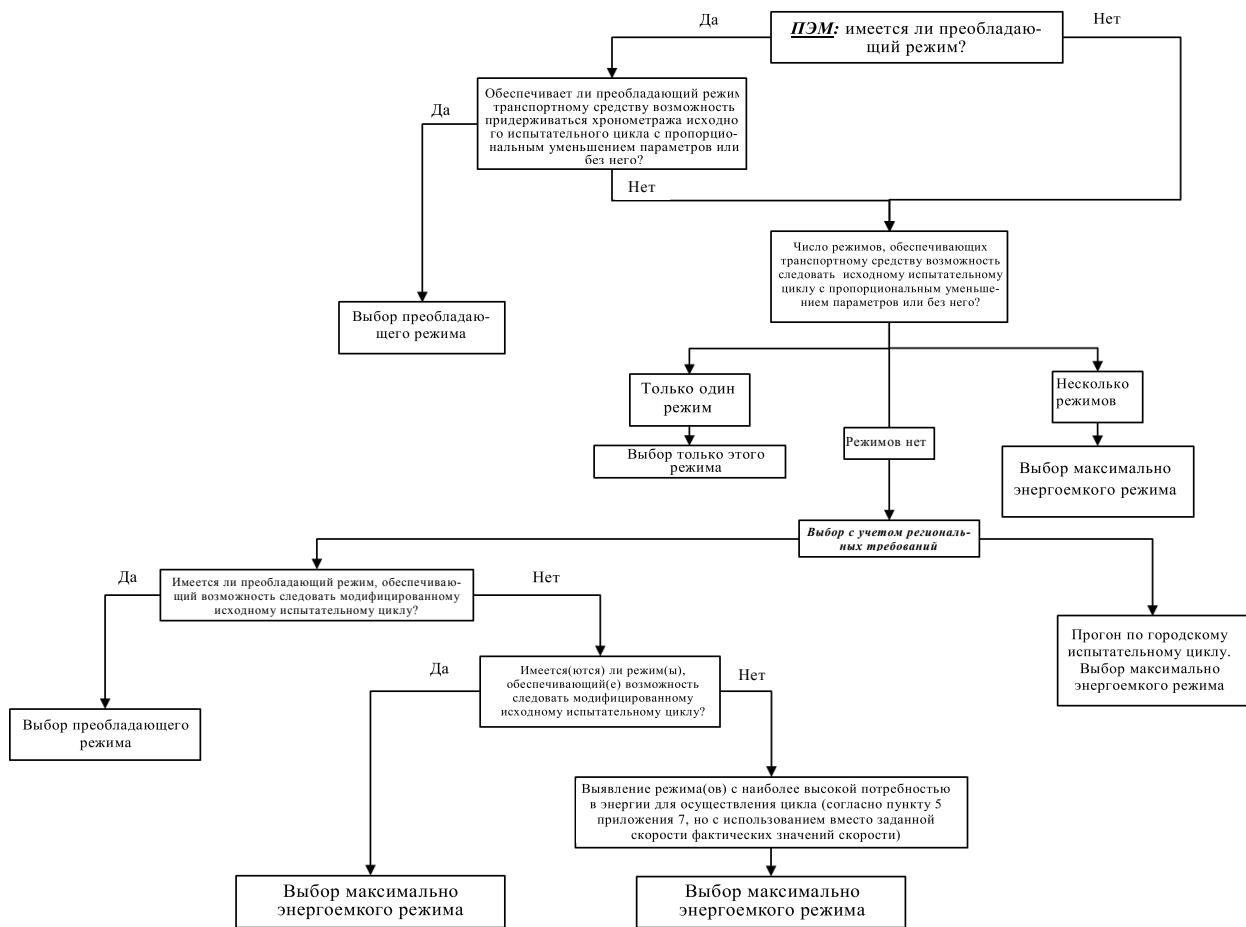 Да
ПЭМ: имеется ли преобладаю-
щий режим?
Нет
Обеспечивает ли преобладающий режим
транспортному средству возможность
придерживаться хронометража исходно
го испытательного цикла с пропорцио-
нальным уменьшением параметров или
без него?
Да
Нет
Число режимов, обеспечивающих
транспортному средству возможность
следовать исходному испытательному
циклу с пропорциональным уменьше-
нием параметров или без него?
Выбор преобладаю-
щего режима
Только один
режим
Несколько
режимов
Режимов нет
Выбор только этого
режима
Выбор максимально
энергоемкого режима
Выбор с учетом региональ-
ных требований
Да
Имеется ли преобладающий режим, обеспечиваю-
щий возможность следовать модифицированному
исходному испытательному циклу?
Нет
Прогон по городскому
испытательному циклу.
Выбор максимально
энергоемкого режима
Да
Имеется(ются) ли режим(ы),
обеспечивающий(е) возможность
следовать модифицированному
исходному испытательному циклу?
Нет
Выбор преобладающего
режима
Выявление режима(ов) с наиболее высокой потребностью
в энергии для осуществления цикла (согласно пункту 5
приложения 7, но с использованием вместо заданной
скорости фактических значений скорости)
Выбор максимально
энергоемкого режима
Выбор максимально
энергоемкого режима